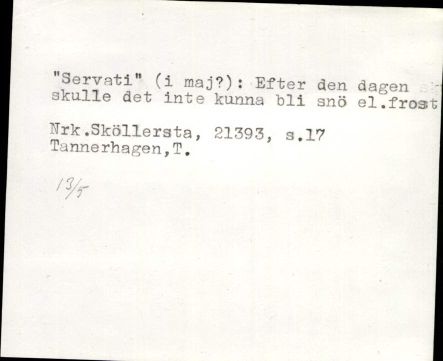 "Servati" (i maj?): Efter den dagen
skulle det inte kunna bli snö el.frost
Nrk.Sköllersta, 21393, s.17
Tannerhagen,T.
13/5